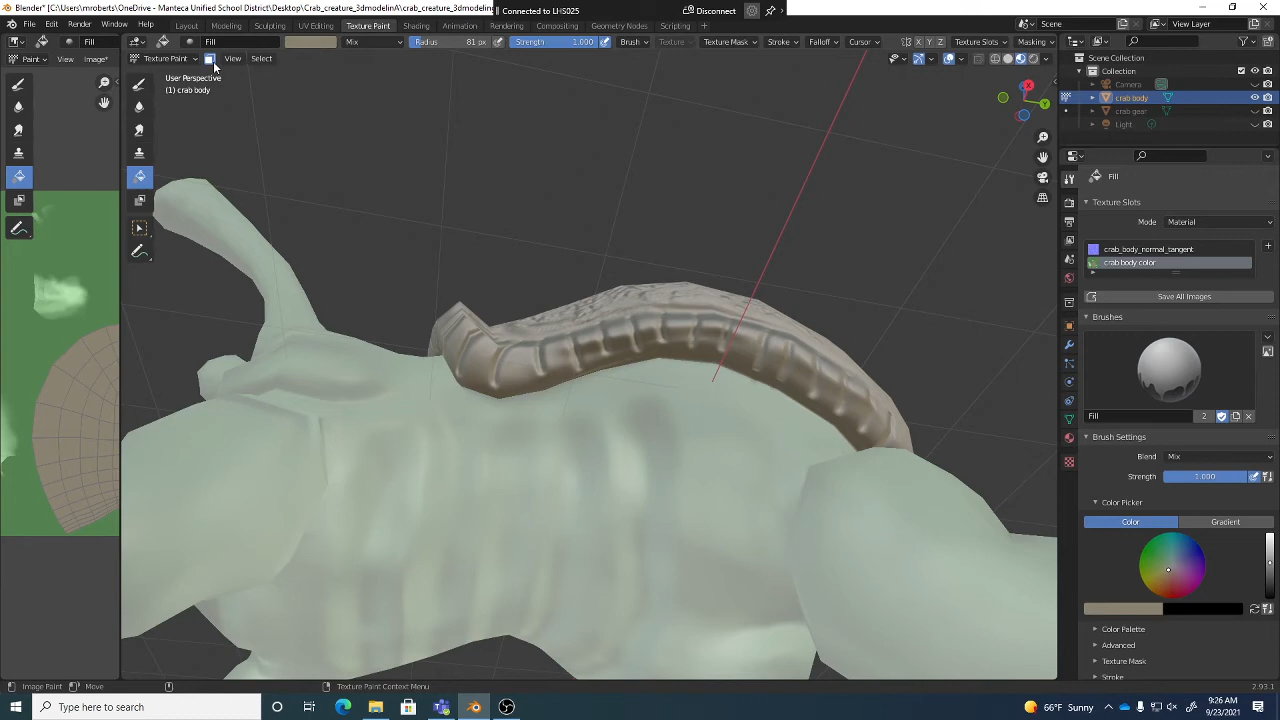 Blender* [C:\Users\mroberts\OneDrive - Manteca Unified School District\Desktop\Crab_creature_3dmodelinA\Crab_creature_3dmodelin
Connected to LHS025
Disconnect
File Edit Render Window Help
Layout Modeling Sculpting UV Editing Texture Paint Shading Animation Rendering Compositing Geometry Nodes Scripting
Scene
View Layer
Fill
Fill
Mix
Radius 81 px
Strength 1.000
Brush
Texture
Texture Mask
Stroke
Falloff
Cursor
X Y Z
Texture Slots
Masking
Paint View Image*
Texture Paint View Select
User Perspective
(1) crab body
X
Y
Scene Collection
Collection
Camera
crab body
crab gear
Light
Fill
Texture Slots
Mode Material
crab_body_normal_tangent
crab body color
Save All Images
Brushes
Fill 2
Brush Settings
Blend Mix
Strength 1.000
Color Picker
Color Gradient
Color Palette
Advanced
Texture Mask
Stroke
Image Paint Move Texture Paint Context Menu 2.93.1
Type here to search
66°F Sunny
9:26 AM
9/23/2021